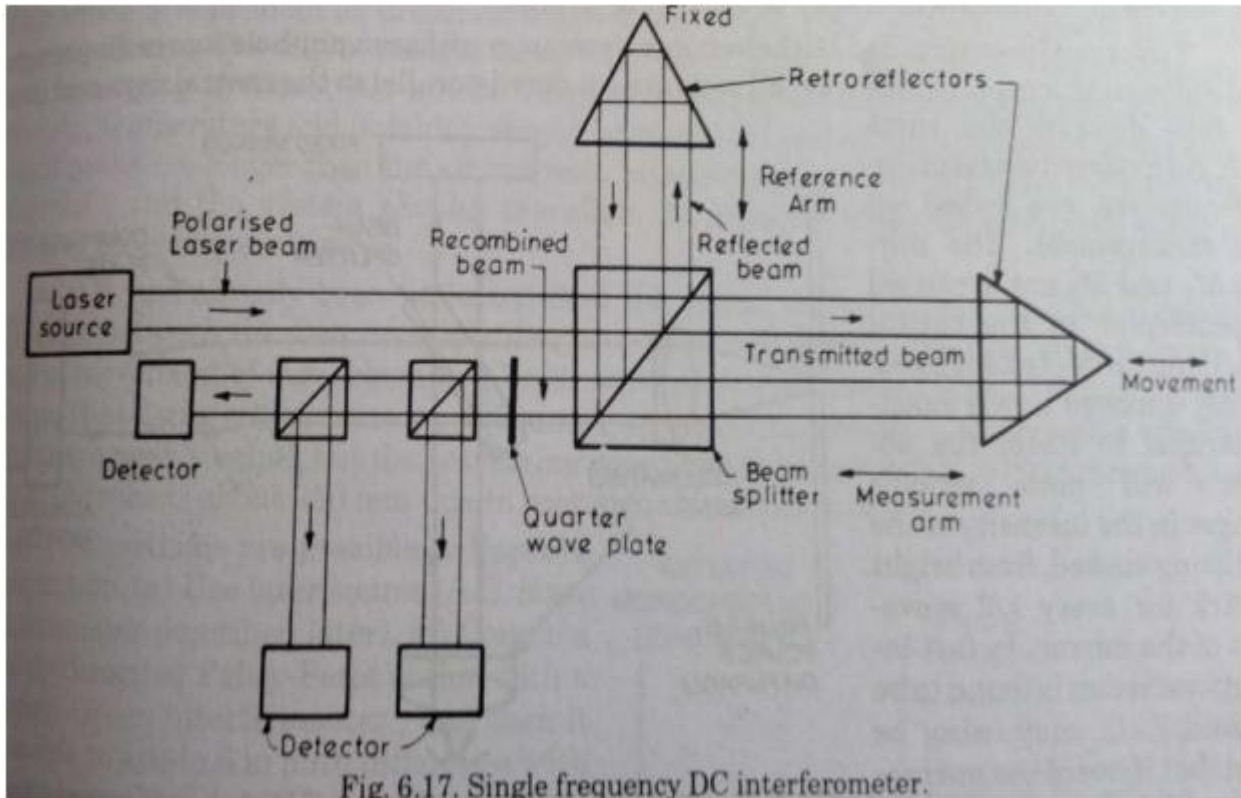 Fixed
Retroreflectors
Reference
Arm
Polarised
Laser beam
Recombined
beam
Reflected
beam
Laser
source
Transmitted beam
Movement
Detector
Quarter
wave plate
Beam
splitter
Measurement
arm
Detector
Fig. 6.17. Single frequency DC interferometer.